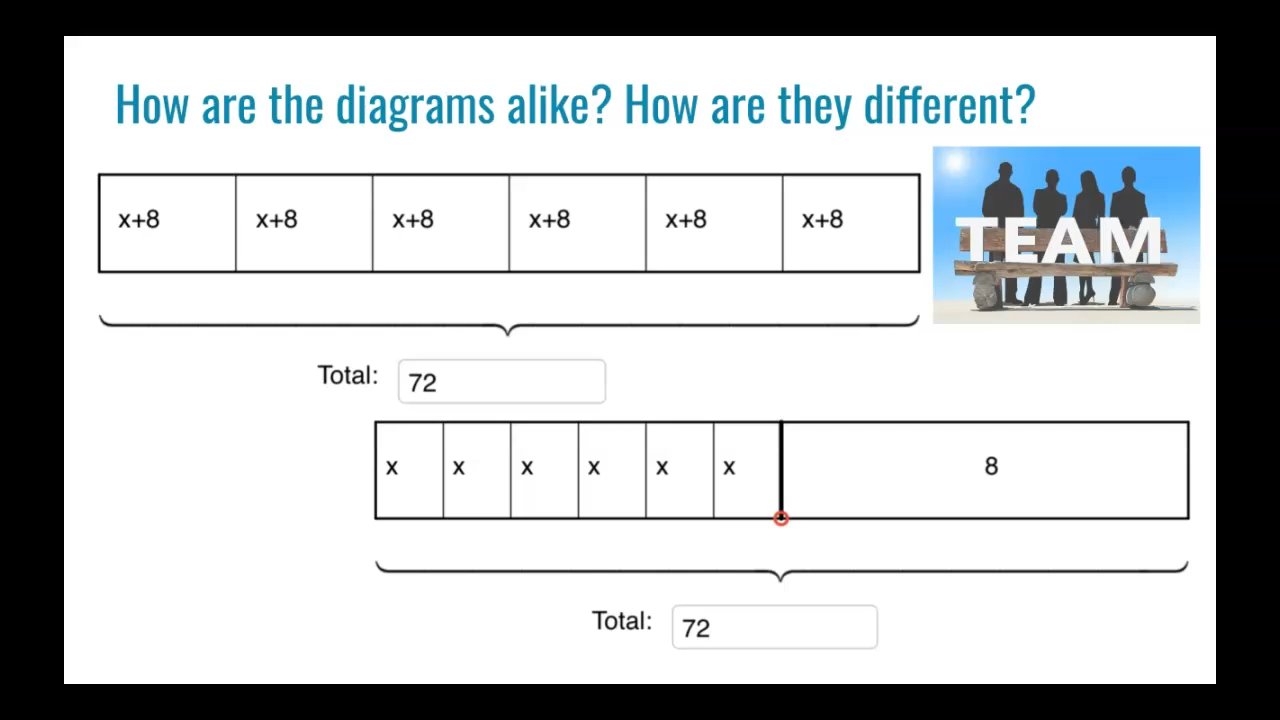 How are the diagrams alike? How are they different?
x+8 x+8 x+8 x+8 x+8 x+8
TEAM
Total: 72
x x x x x x 8
Total: 72